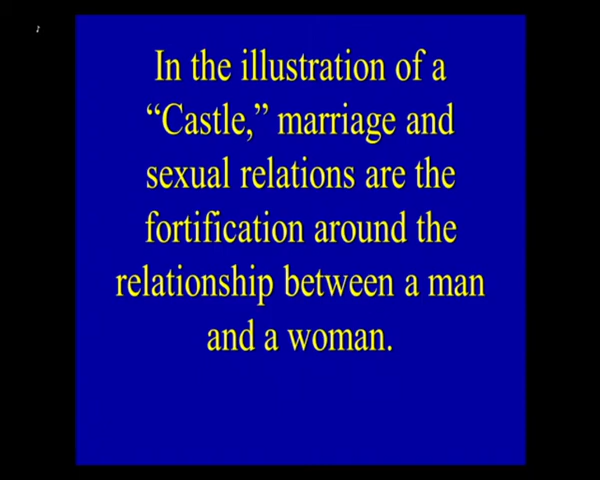 In the illustration of a
“Castle,” marriage and
sexual relations are the
fortification around the
relationship between a man
and a woman.